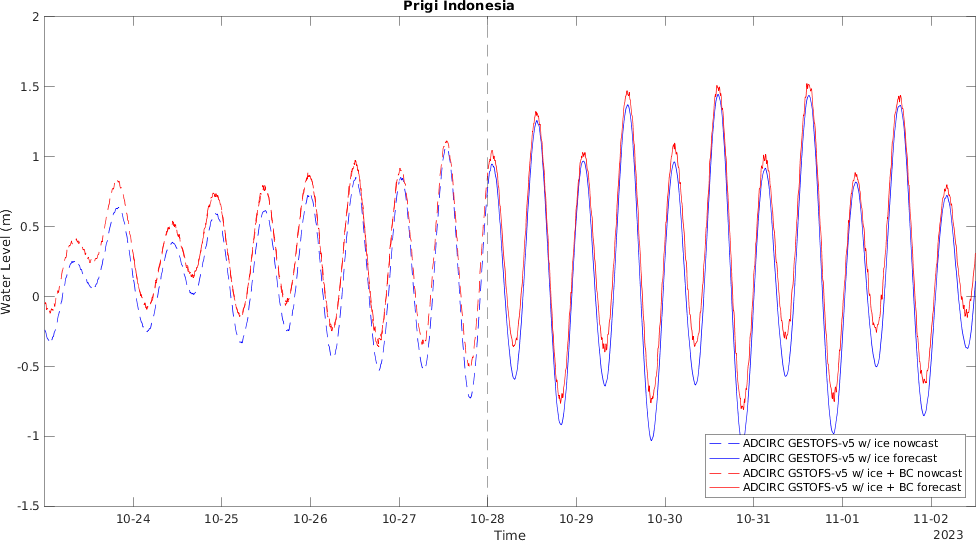 Prigi Indonesia
2
1.5
1
0.5
0
-0.5
-1
-1.5
Water Level (m)
ADCIRC GESTOFS-v5 w/ ice nowcast
ADCIRC GESTOFS-v5 w/ ice forecast
ADCIRC GSTOFS-v5 w/ ice + BC nowcast
ADCIRC GSTOFS-v5 w/ ice + BC forecast
10-24 10-25 10-26 10-27 10-28 10-29 10-30 10-31 11-01 11-02
Time 2023